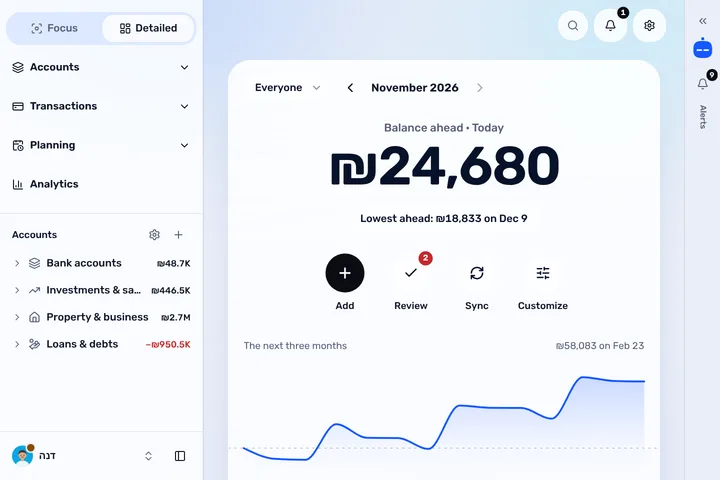 Focus
Detailed
Accounts
Transactions
Planning
Analytics
Accounts
Bank accounts ₪48.7K
Investments & sa... ₪446.5K
Property & business ₪2.7M
Loans & debts −₪950.5K
דנה
1
Everyone
November 2026
Balance ahead • Today
₪24,680
Lowest ahead: ₪18,833 on Dec 9
2
Add
Review
Sync
Customize
The next three months
₪58,083 on Feb 23
9
Alerts